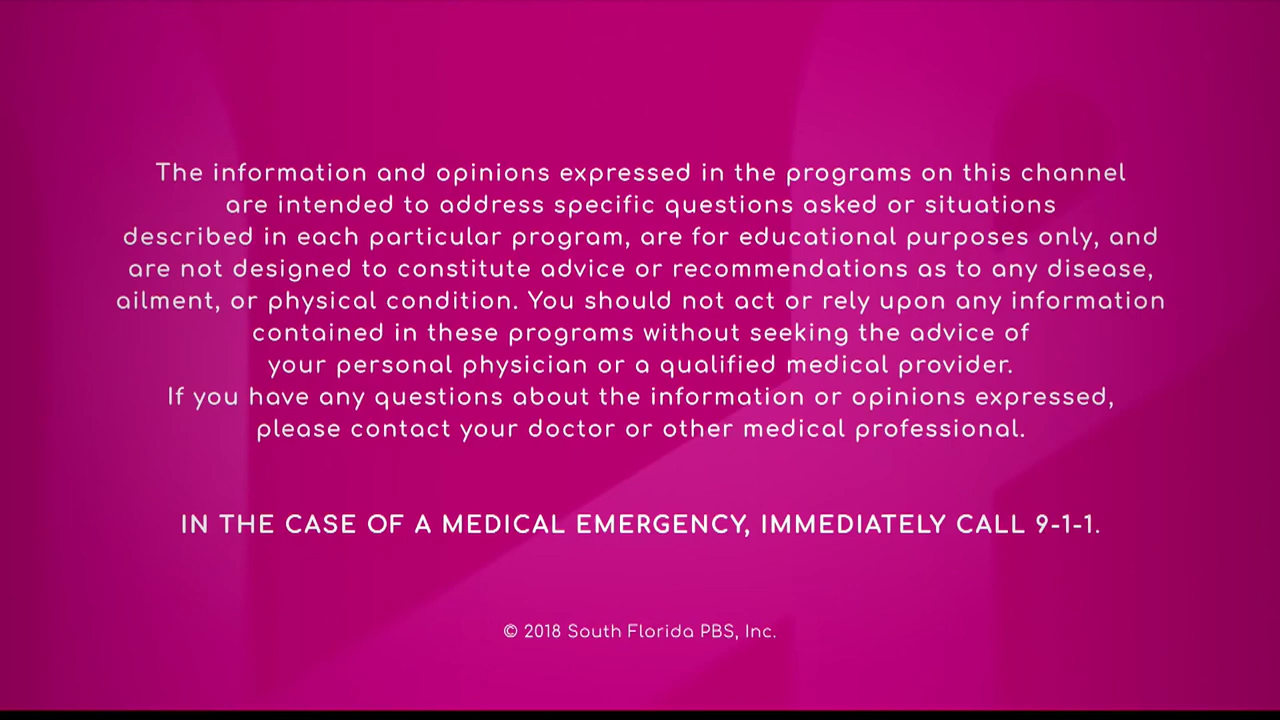 The information and opinions expressed in the programs on this channel
are intended to address specific questions asked or situations
described in each particular program, are for educational purposes only, and
are not designed to constitute advice or recommendations as to any disease,
ailment, or physical condition. You should not act or rely upon any information
contained in these programs without seeking the advice of
your personal physician or a qualified medical provider.
If you have any questions about the information or opinions expressed,
please contact your doctor or other medical professional.
IN THE CASE OF A MEDICAL EMERGENCY, IMMEDIATELY CALL 9-1-1.
© 2018 South Florida PBS, Inc.